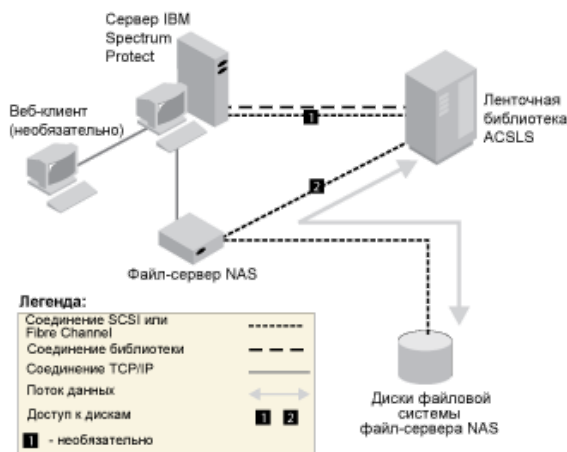 Сервер IBM
Spectrum
Protect
Веб-клиент
(необязательно)
1
Ленточная
библиотека
ACSLS
2
Файл-сервер NAS
Легенда:
Соединение SCSI или
Fibre Channel
Соединение библиотеки
Соединение TCP/IP
Поток данных
Доступ к дискам 1 2
1 - необязательно
Диски файловой
системы
файл-сервера NAS